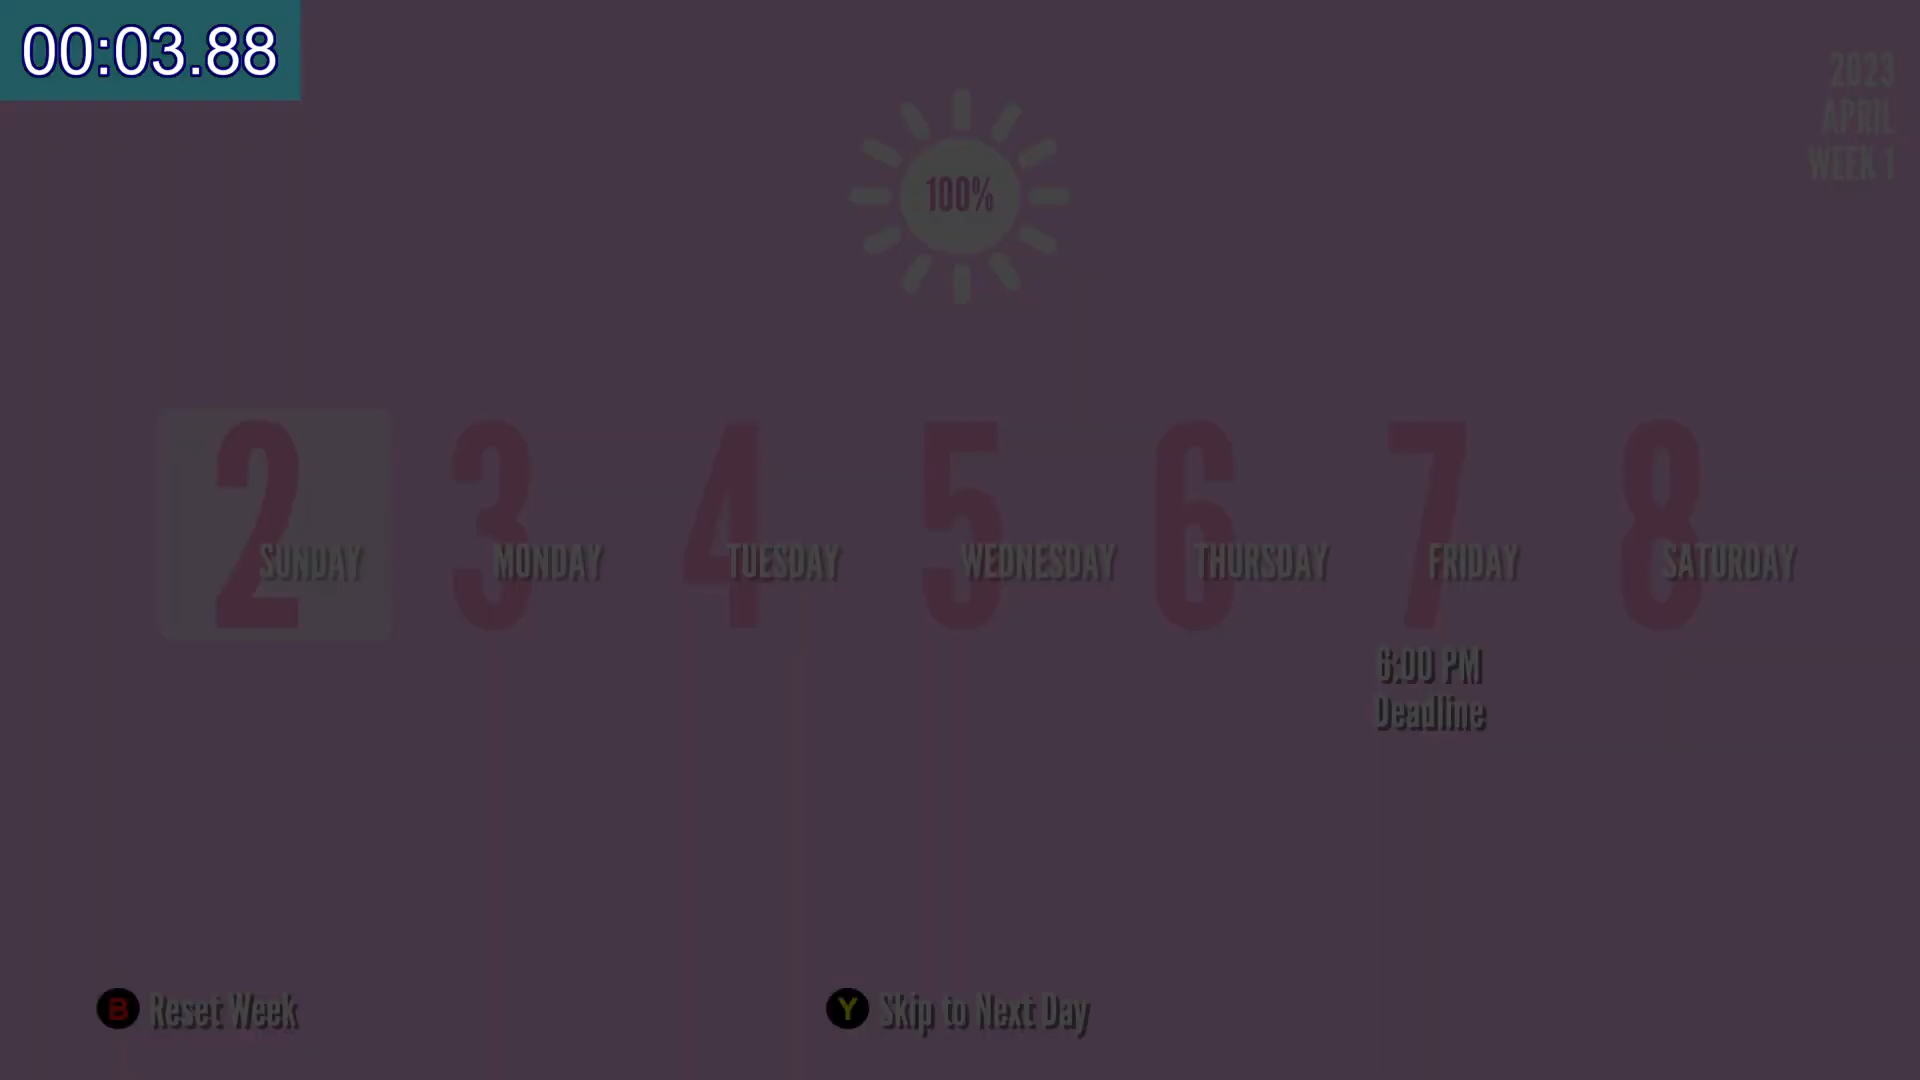 00:03.88
2023
APRIL
WEEK 1
100%
2 3 4 5 6 7 8
SUNDAY MONDAY TUESDAY WEDNESDAY THURSDAY FRIDAY SATURDAY
6:00 PM
Deadline
B Reset Week
Y Skip to Next Day